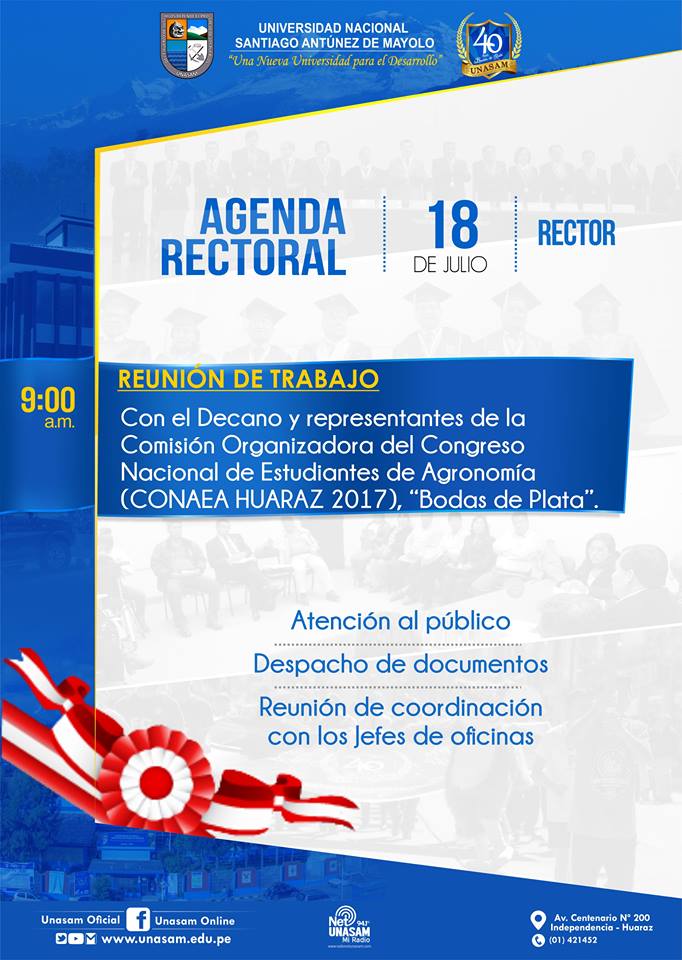 UNIVERSIDAD NACIONAL
SANTIAGO ANTÚNEZ DE MAYOLO
"Una Nueva Universidad para el Desarrollo"
UNASAM
40
UNASAM
AGENDA
RECTORAL
18
DE JULIO
RECTOR
9:00
a.m.
REUNIÓN DE TRABAJO
Con el Decano y representantes de la
Comisión Organizadora del Congreso
Nacional de Estudiantes de Agronomía
(CONAEA HUARAZ 2017), "Bodas de Plata".
Atención al público
Despacho de documentos
Reunión de coordinación
con los Jefes de oficinas
Unasam Oficial
Unasam Online
www.unasam.edu.pe
Net 94.1
UNASAM
Mi Radio
Av. Centenario N° 200
Independencia - Huaraz
(01) 421452